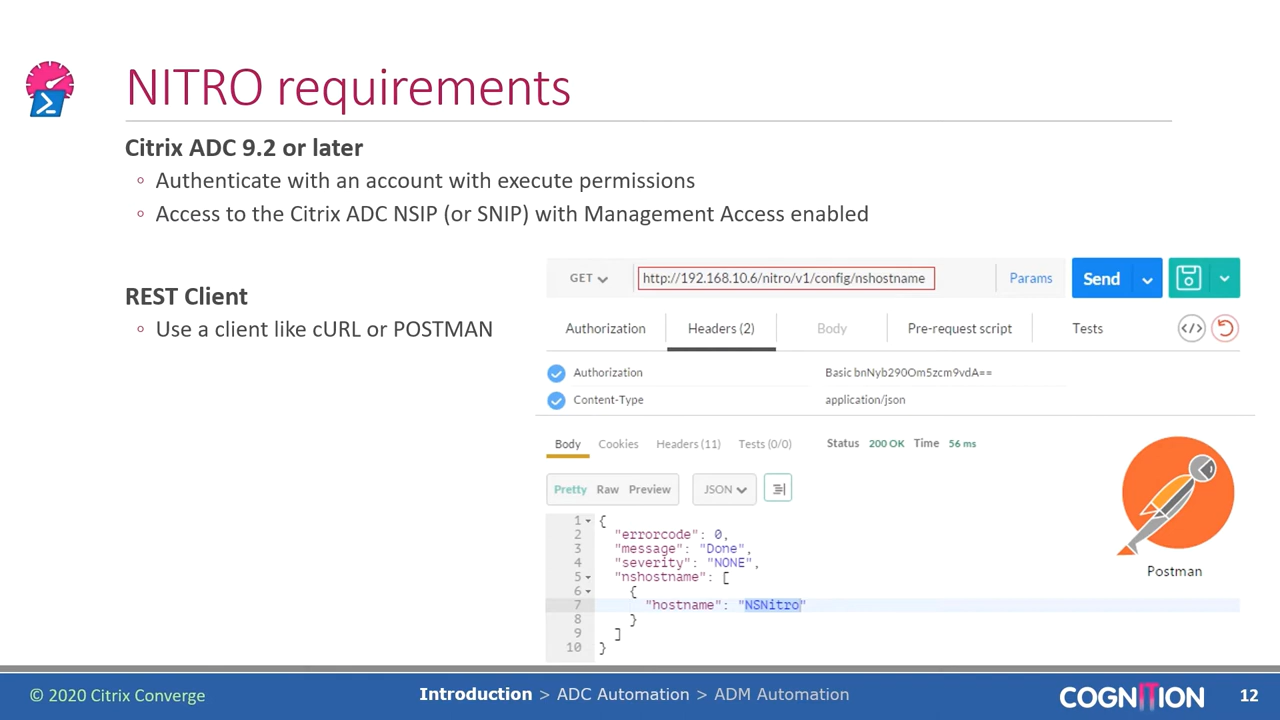 NITRO requirements
Citrix ADC 9.2 or later
◦ Authenticate with an account with execute permissions
◦ Access to the Citrix ADC NSIP (or SNIP) with Management Access enabled
REST Client
◦ Use a client like cURL or POSTMAN
GET http://192.168.10.6/nitro/v1/config/nshostname Params Send
Authorization Headers (2) Body Pre-request script Tests </>
Authorization Basic bnNyb290Om5zcm9vdA==
Content-Type application/json
Body Cookies Headers (11) Tests (0/0) Status 200 OK Time 56 ms
Pretty Raw Preview JSON
1 {
2 "errorcode": 0,
3 "message": "Done",
4 "severity": "NONE",
5 "nshostname": [
6 {
7 "hostname": "NSNitro"
8 }
9 ]
10 }
Postman
© 2020 Citrix Converge
Introduction > ADC Automation > ADM Automation
COGNITION
12